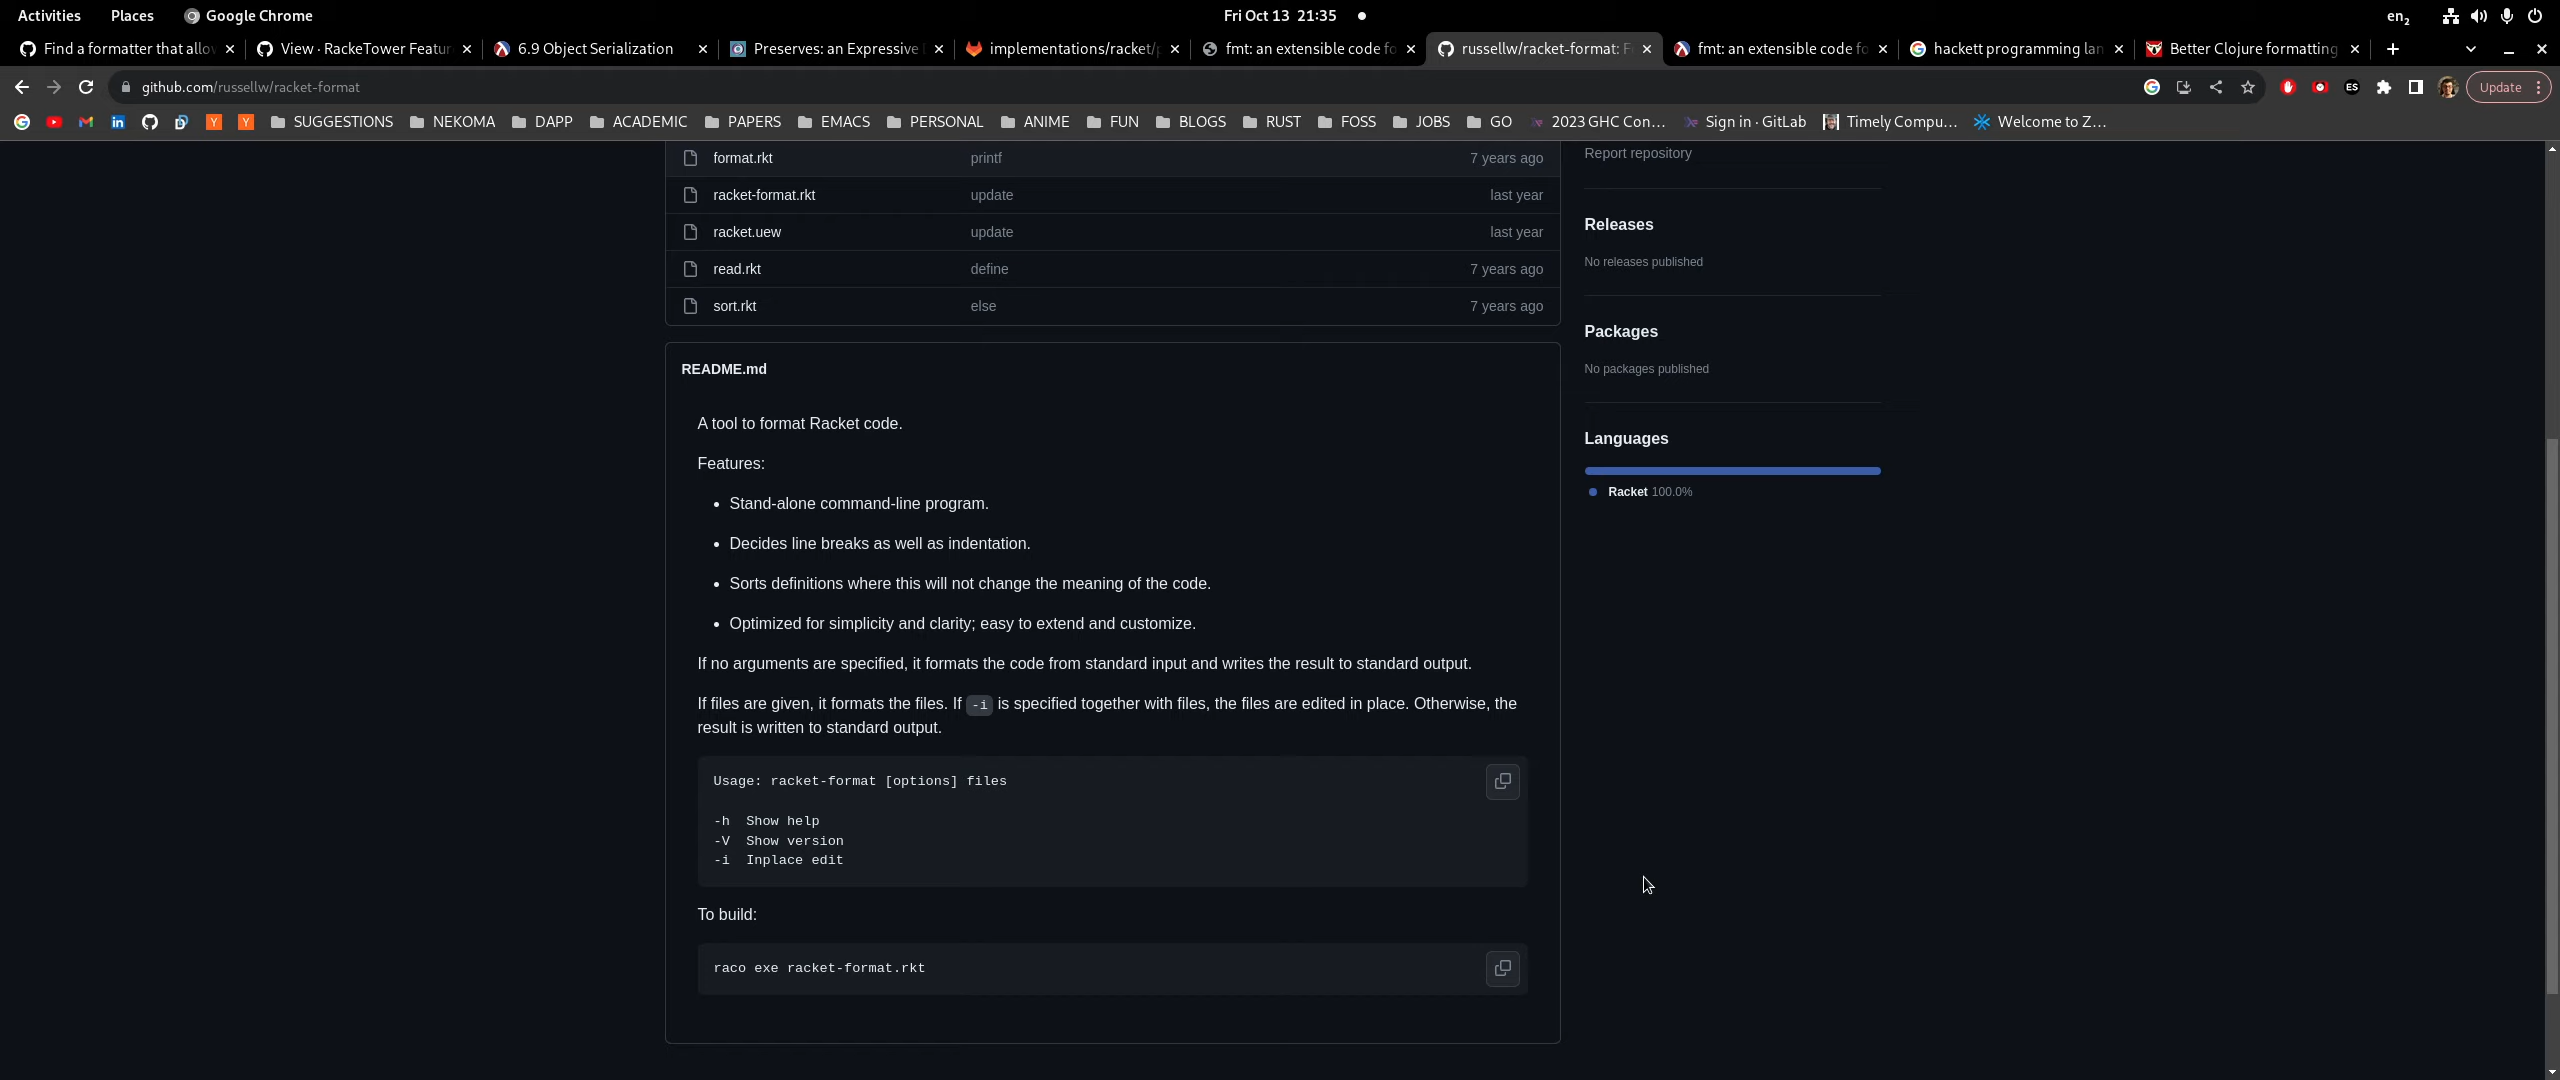 Activities Places Google Chrome Fri Oct 13 21:35 en2
Find a formatter that allo View · RackeTower Featur 6.9 Object Serialization Preserves: an Expressive implementations/racket/p fmt: an extensible code fo russellw/racket-format: F fmt: an extensible code fo hackett programming lan Better Clojure formatting
github.com/russellw/racket-format ES Update
SUGGESTIONS NEKOMA DAPP ACADEMIC PAPERS EMACS PERSONAL ANIME FUN BLOGS RUST FOSS JOBS GO 2023 GHC Con... Sign in · GitLab Timely Compu... Welcome to Z...
format.rkt printf 7 years ago
racket-format.rkt update last year
racket.uew update last year
read.rkt define 7 years ago
sort.rkt else 7 years ago
README.md
A tool to format Racket code.
Features:
• Stand-alone command-line program.
• Decides line breaks as well as indentation.
• Sorts definitions where this will not change the meaning of the code.
• Optimized for simplicity and clarity; easy to extend and customize.
If no arguments are specified, it formats the code from standard input and writes the result to standard output.
If files are given, it formats the files. If -i is specified together with files, the files are edited in place. Otherwise, the
result is written to standard output.
Usage: racket-format [options] files
-h  Show help
-V  Show version
-i  Inplace edit
To build:
raco exe racket-format.rkt
Report repository
Releases
No releases published
Packages
No packages published
Languages
Racket 100.0%